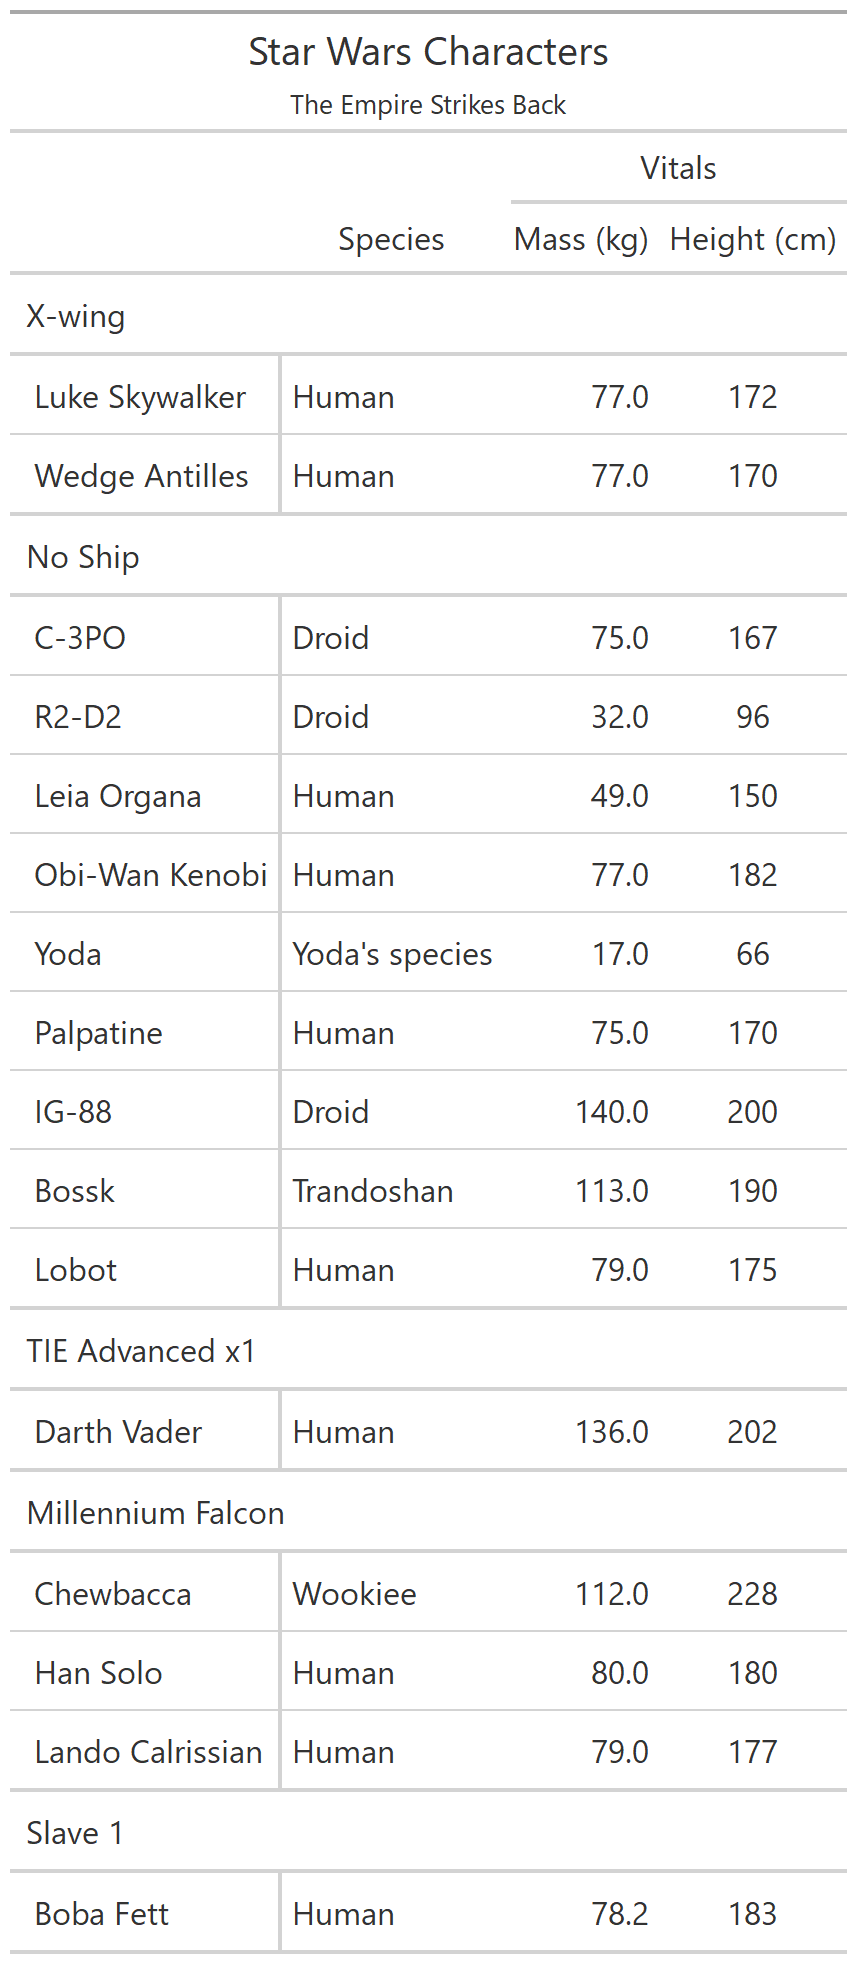 Star Wars Characters
The Empire Strikes Back
Vitals
Species Mass (kg) Height (cm)
X-wing
Luke Skywalker Human 77.0 172
Wedge Antilles Human 77.0 170
No Ship
C-3PO Droid 75.0 167
R2-D2 Droid 32.0 96
Leia Organa Human 49.0 150
Obi-Wan Kenobi Human 77.0 182
Yoda Yoda's species 17.0 66
Palpatine Human 75.0 170
IG-88 Droid 140.0 200
Bossk Trandoshan 113.0 190
Lobot Human 79.0 175
TIE Advanced x1
Darth Vader Human 136.0 202
Millennium Falcon
Chewbacca Wookiee 112.0 228
Han Solo Human 80.0 180
Lando Calrissian Human 79.0 177
Slave 1
Boba Fett Human 78.2 183